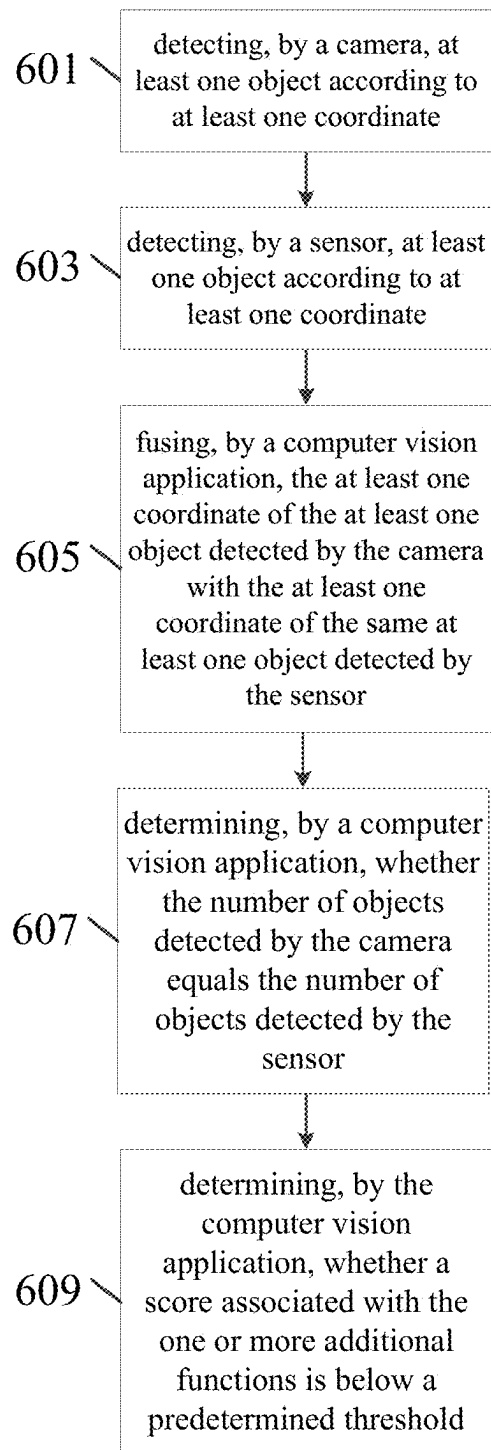 601
detecting, by a camera, at
least one object according to
at least one coordinate
603
detecting, by a sensor, at least
one object according to at
least one coordinate
605
fusing, by a computer vision
application, the at least one
coordinate of the at least one
object detected by the camera
with the at least one
coordinate of the same at
least one object detected by
the sensor
607
determining, by a computer
vision application, whether
the number of objects
detected by the camera
equals the number of
objects detected by the
sensor
609
determining, by the
computer vision
application, whether a
score associated with the
one or more additional
functions is below a
predetermined threshold